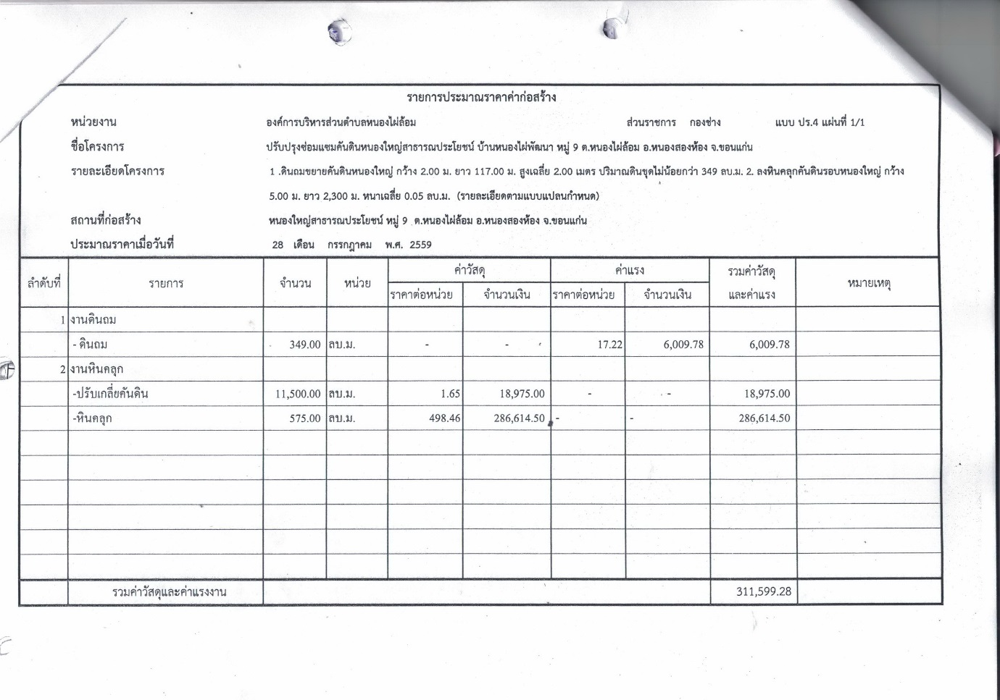 รายการประมาณราคาค่าก่อสร้าง
หน่วยงาน องค์การบริหารส่วนตำบลหนองไผ่ล้อม ส่วนราชการ กองช่าง แบบ ปร.4 แผ่นที่ 1/1
ชื่อโครงการ ปรับปรุงซ่อมแซมคันดินหนองใหญ่สาธารณประโยชน์ บ้านหนองไผ่พัฒนา หมู่ 9 ต.หนองไผ่ล้อม อ.หนองสองห้อง จ.ขอนแก่น
รายละเอียดโครงการ 1 .ดินถมขยายคันดินหนองใหญ่ กว้าง 2.00 ม. ยาว 117.00 ม. สูงเฉลี่ย 2.00 เมตร ปริมาณดินขุดไม่น้อยกว่า 349 ลบ.ม. 2. ลงหินคลุกคันดินรอบหนองใหญ่ กว้าง
5.00 ม. ยาว 2,300 ม. หนาเฉลี่ย 0.05 ลบ.ม. (รายละเอียดตามแบบแปลนกำหนด)
สถานที่ก่อสร้าง หนองใหญ่สาธารณประโยชน์ หมู่ 9 ต.หนองไผ่ล้อม อ.หนองสองห้อง จ.ขอนแก่น
ประมาณราคาเมื่อวันที่ 28 เดือน กรกฎาคม พ.ศ. 2559
ลำดับที่ รายการ จำนวน หน่วย ค่าวัสดุ ค่าแรง รวมค่าวัสดุ หมายเหตุ
ราคาต่อหน่วย จำนวนเงิน ราคาต่อหน่วย จำนวนเงิน และค่าแรง
1 งานดินถม
- ดินถม 349.00 ลบ.ม. - - 17.22 6,009.78 6,009.78
2 งานหินคลุก
-ปรับเกลี่ยคันดิน 11,500.00 ลบ.ม. 1.65 18,975.00 - - 18,975.00
-หินคลุก 575.00 ลบ.ม. 498.46 286,614.50 - - 286,614.50
รวมค่าวัสดุและค่าแรงงาน 311,599.28